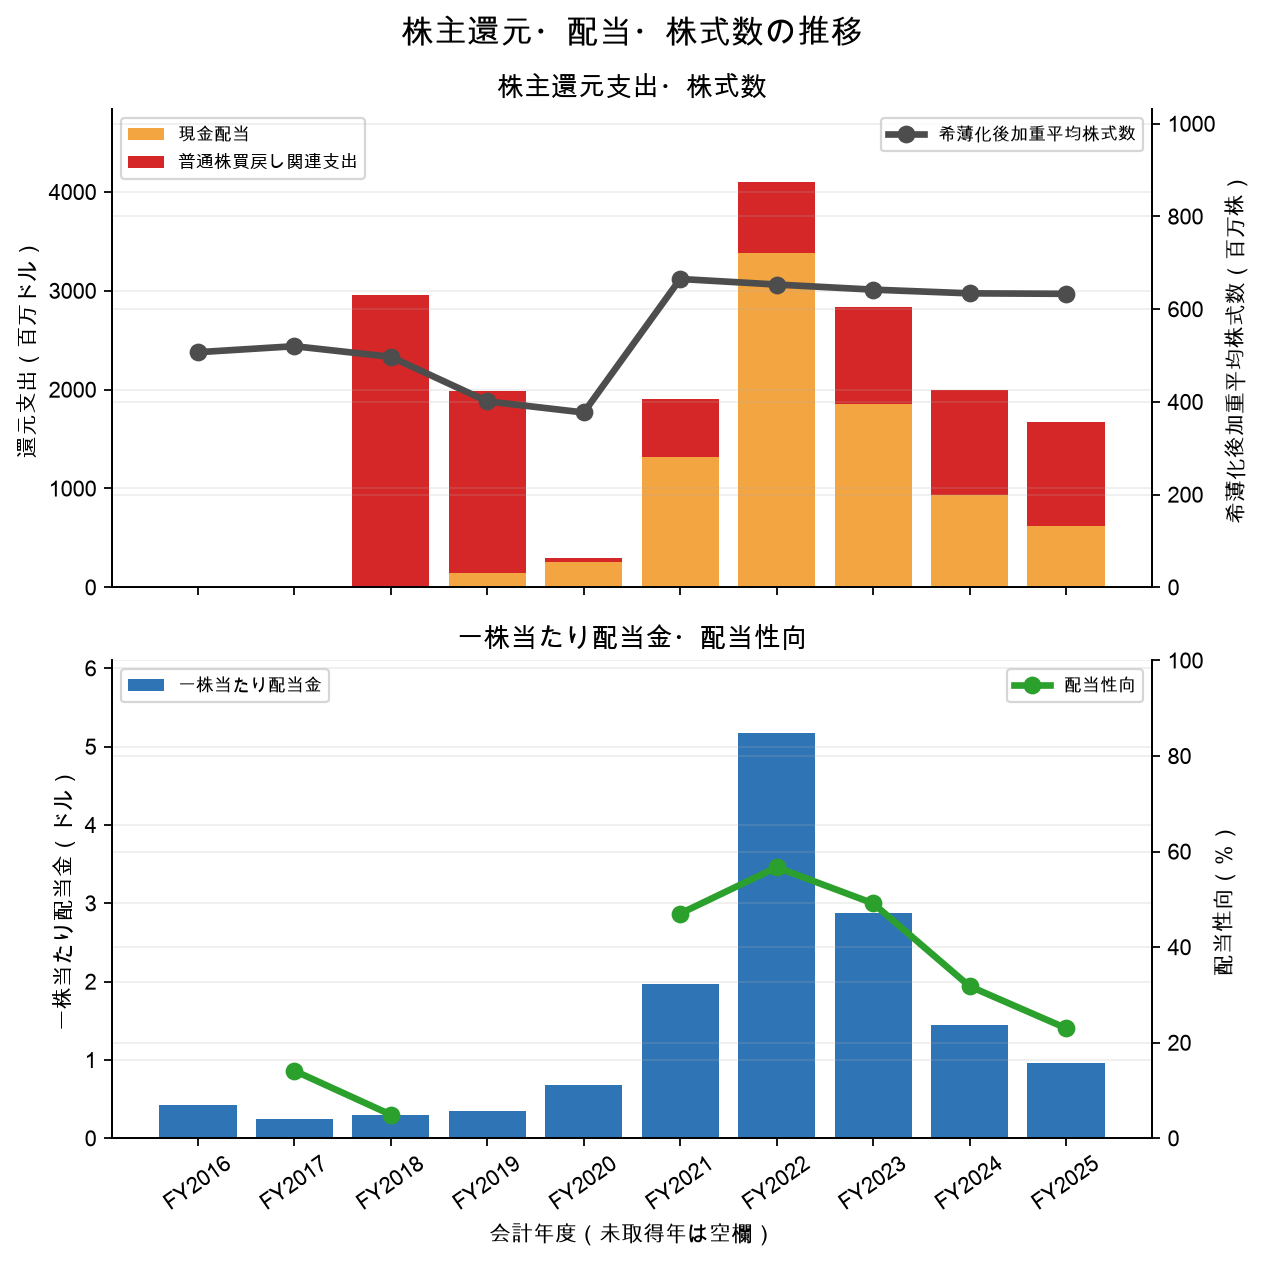 株主還元・配当・株式数の推移
株主還元支出・株式数
現金配当
普通株買戻し関連支出
希薄化後加重平均株式数
還元支出(百万ドル)
4000
3000
2000
1000
0
1000
800
600
400
200
0
希薄化後加重平均株式数(百万株)
一株当たり配当金・配当性向
一株当たり配当金
配当性向
一株当たり配当金(ドル)
6
5
4
3
2
1
0
100
80
60
40
20
0
配当性向(%)
FY2016 FY2017 FY2018 FY2019 FY2020 FY2021 FY2022 FY2023 FY2024 FY2025
会計年度(未取得年は空欄)